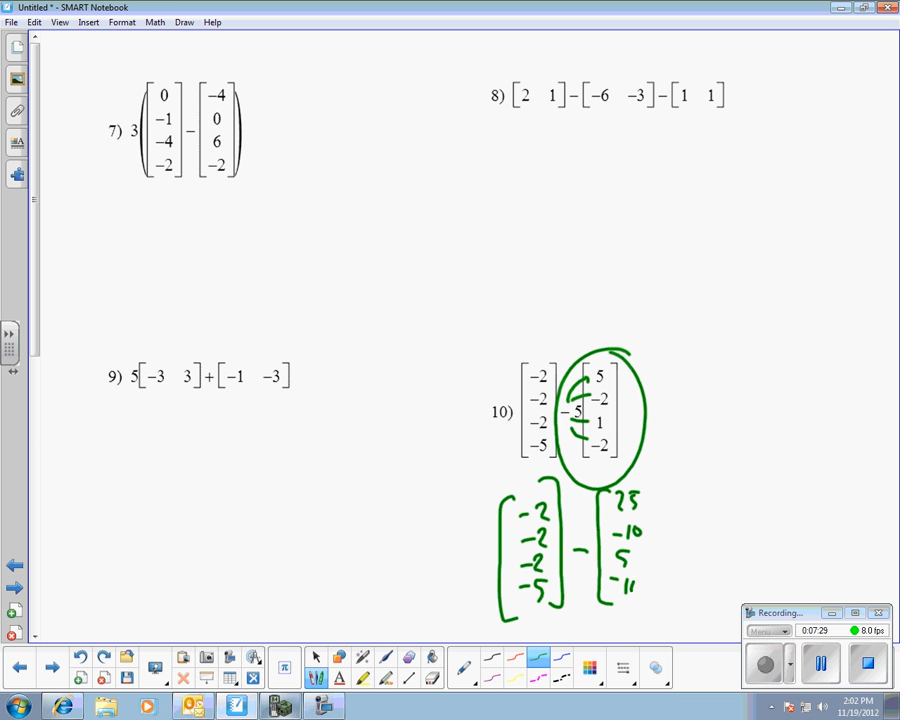 Untitled * - SMART Notebook
File Edit View Insert Format Math Draw Help
7) 3([0 −1 −4 −2] − [−4 0 6 −2])
8) [2 1] − [−6 −3] − [1 1]
9) 5[−3 3] + [−1 −3]
10) [−2 −2 −2 −5] − 5[5 −2 1 −2]
[-2 -2 -2 -5] - [25 -10 5 -1
Recording...
Menu
0:07:29 8.0 fps
2:02 PM
11/19/2012